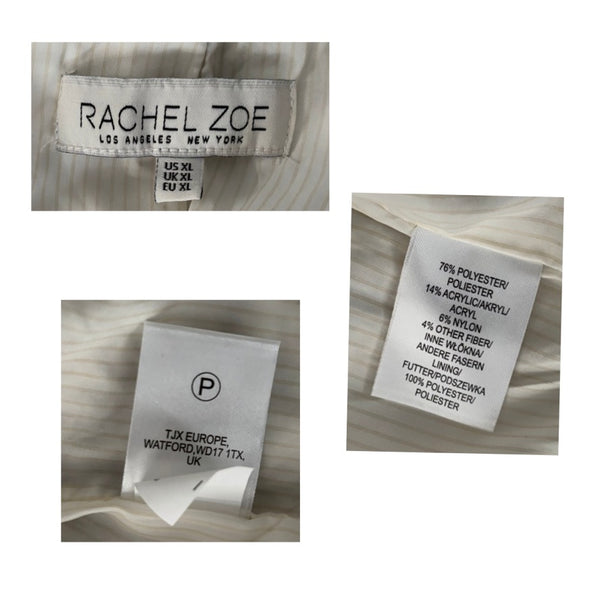 RACHEL ZOE
LOS ANGELES NEW YORK
US XL
UK XL
EU XL
76% POLYESTER/
POLIESTER
14% ACRYLIC/AKRYL/
ACRYL
6% NYLON
4% OTHER FIBER/
INNE WŁÓKNA/
ANDERE FASERN
LINING/
FUTTER/PODSZEWKA
100% POLYESTER/
POLIESTER
P
TJX EUROPE,
WATFORD,WD17 1TX,
UK